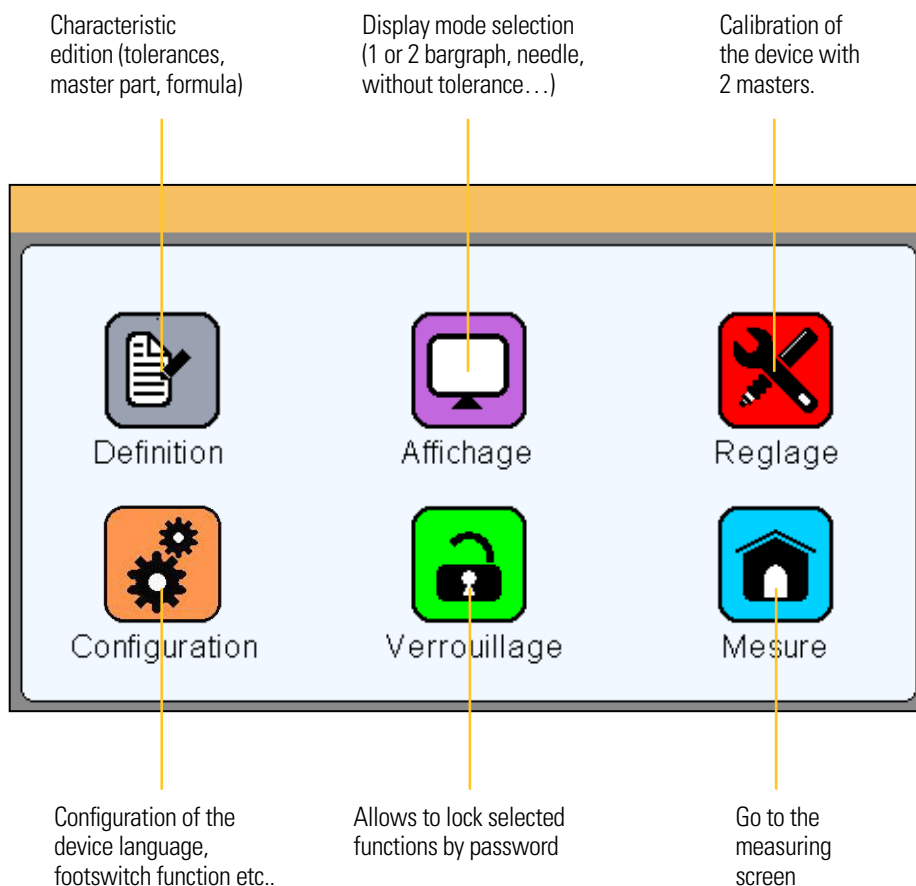 Characteristic
edition (tolerances,
master part, formula)
Display mode selection
(1 or 2 bargraph, needle,
without tolerance…)
Calibration of
the device with
2 masters.
Definition
Affichage
Reglage
Configuration
Verrouillage
Mesure
Configuration of the
device language,
footswitch function etc..
Allows to lock selected
functions by password
Go to the
measuring
screen